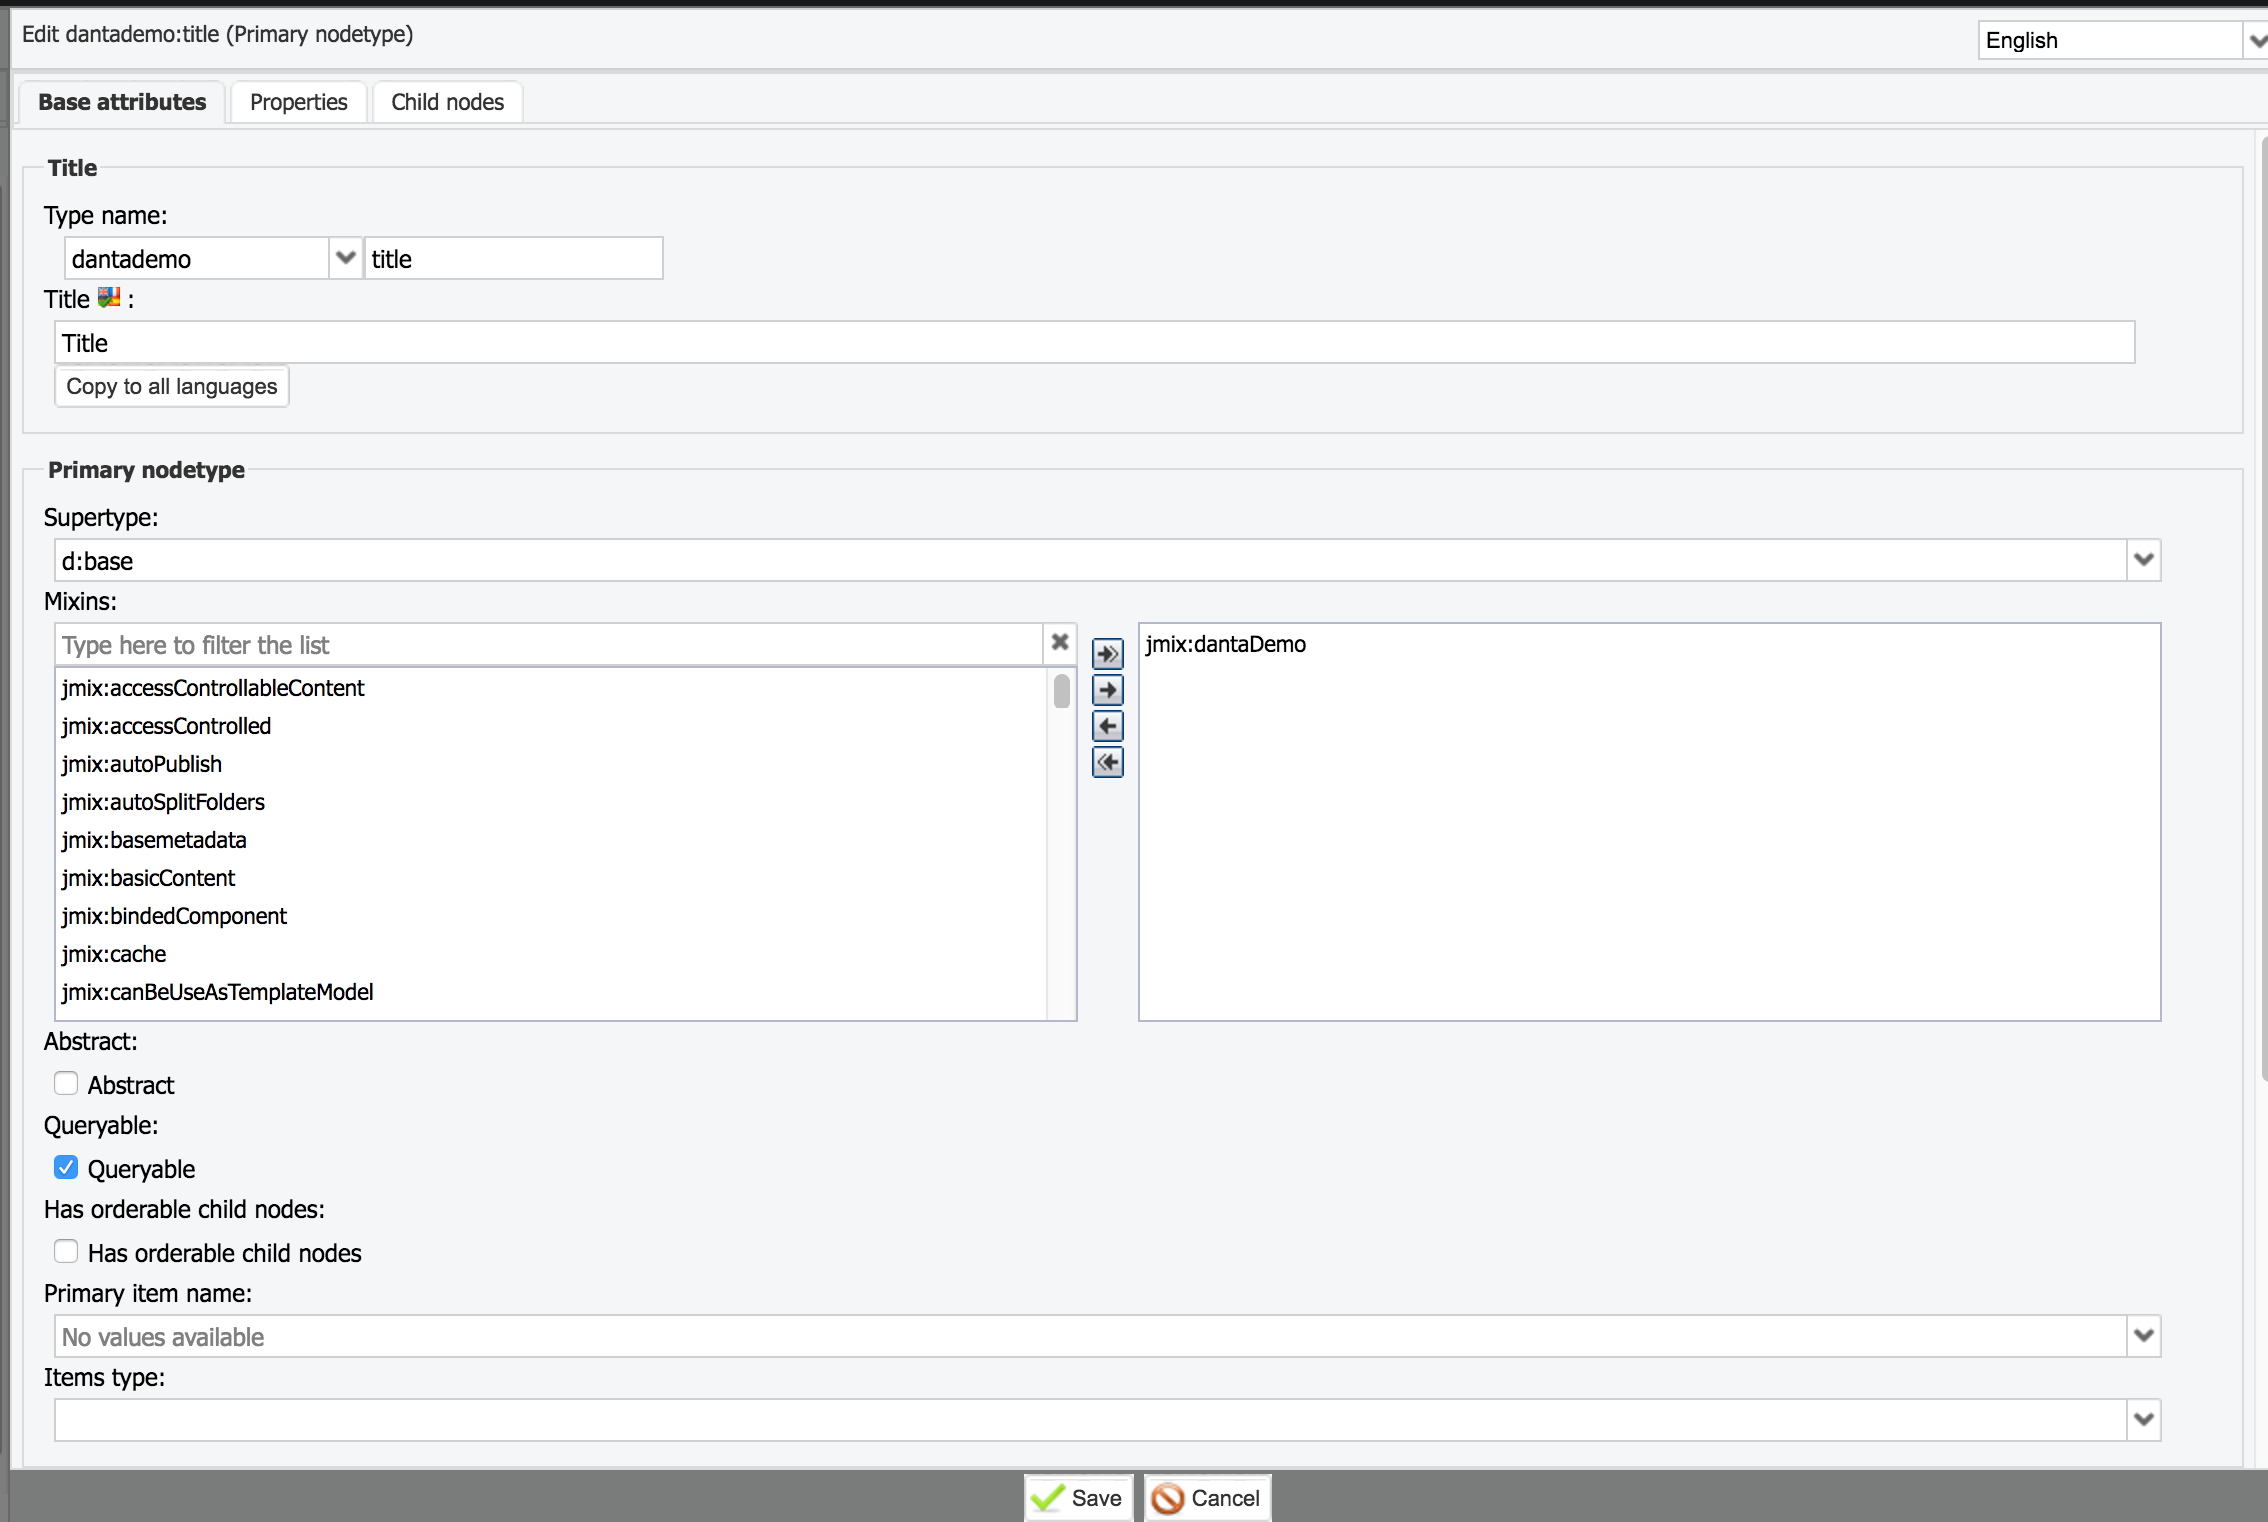 Edit dantademo:title (Primary nodetype)
English
Base attributes
Properties
Child nodes
Title
Type name:
dantademo
title
Title :
Title
Copy to all languages
Primary nodetype
Supertype:
d:base
Mixins:
Type here to filter the list
jmix:accessControllableContent
jmix:accessControlled
jmix:autoPublish
jmix:autoSplitFolders
jmix:basemetadata
jmix:basicContent
jmix:bindedComponent
jmix:cache
jmix:canBeUseAsTemplateModel
jmix:dantaDemo
Abstract:
Abstract
Queryable:
Queryable
Has orderable child nodes:
Has orderable child nodes
Primary item name:
No values available
Items type:
Save
Cancel